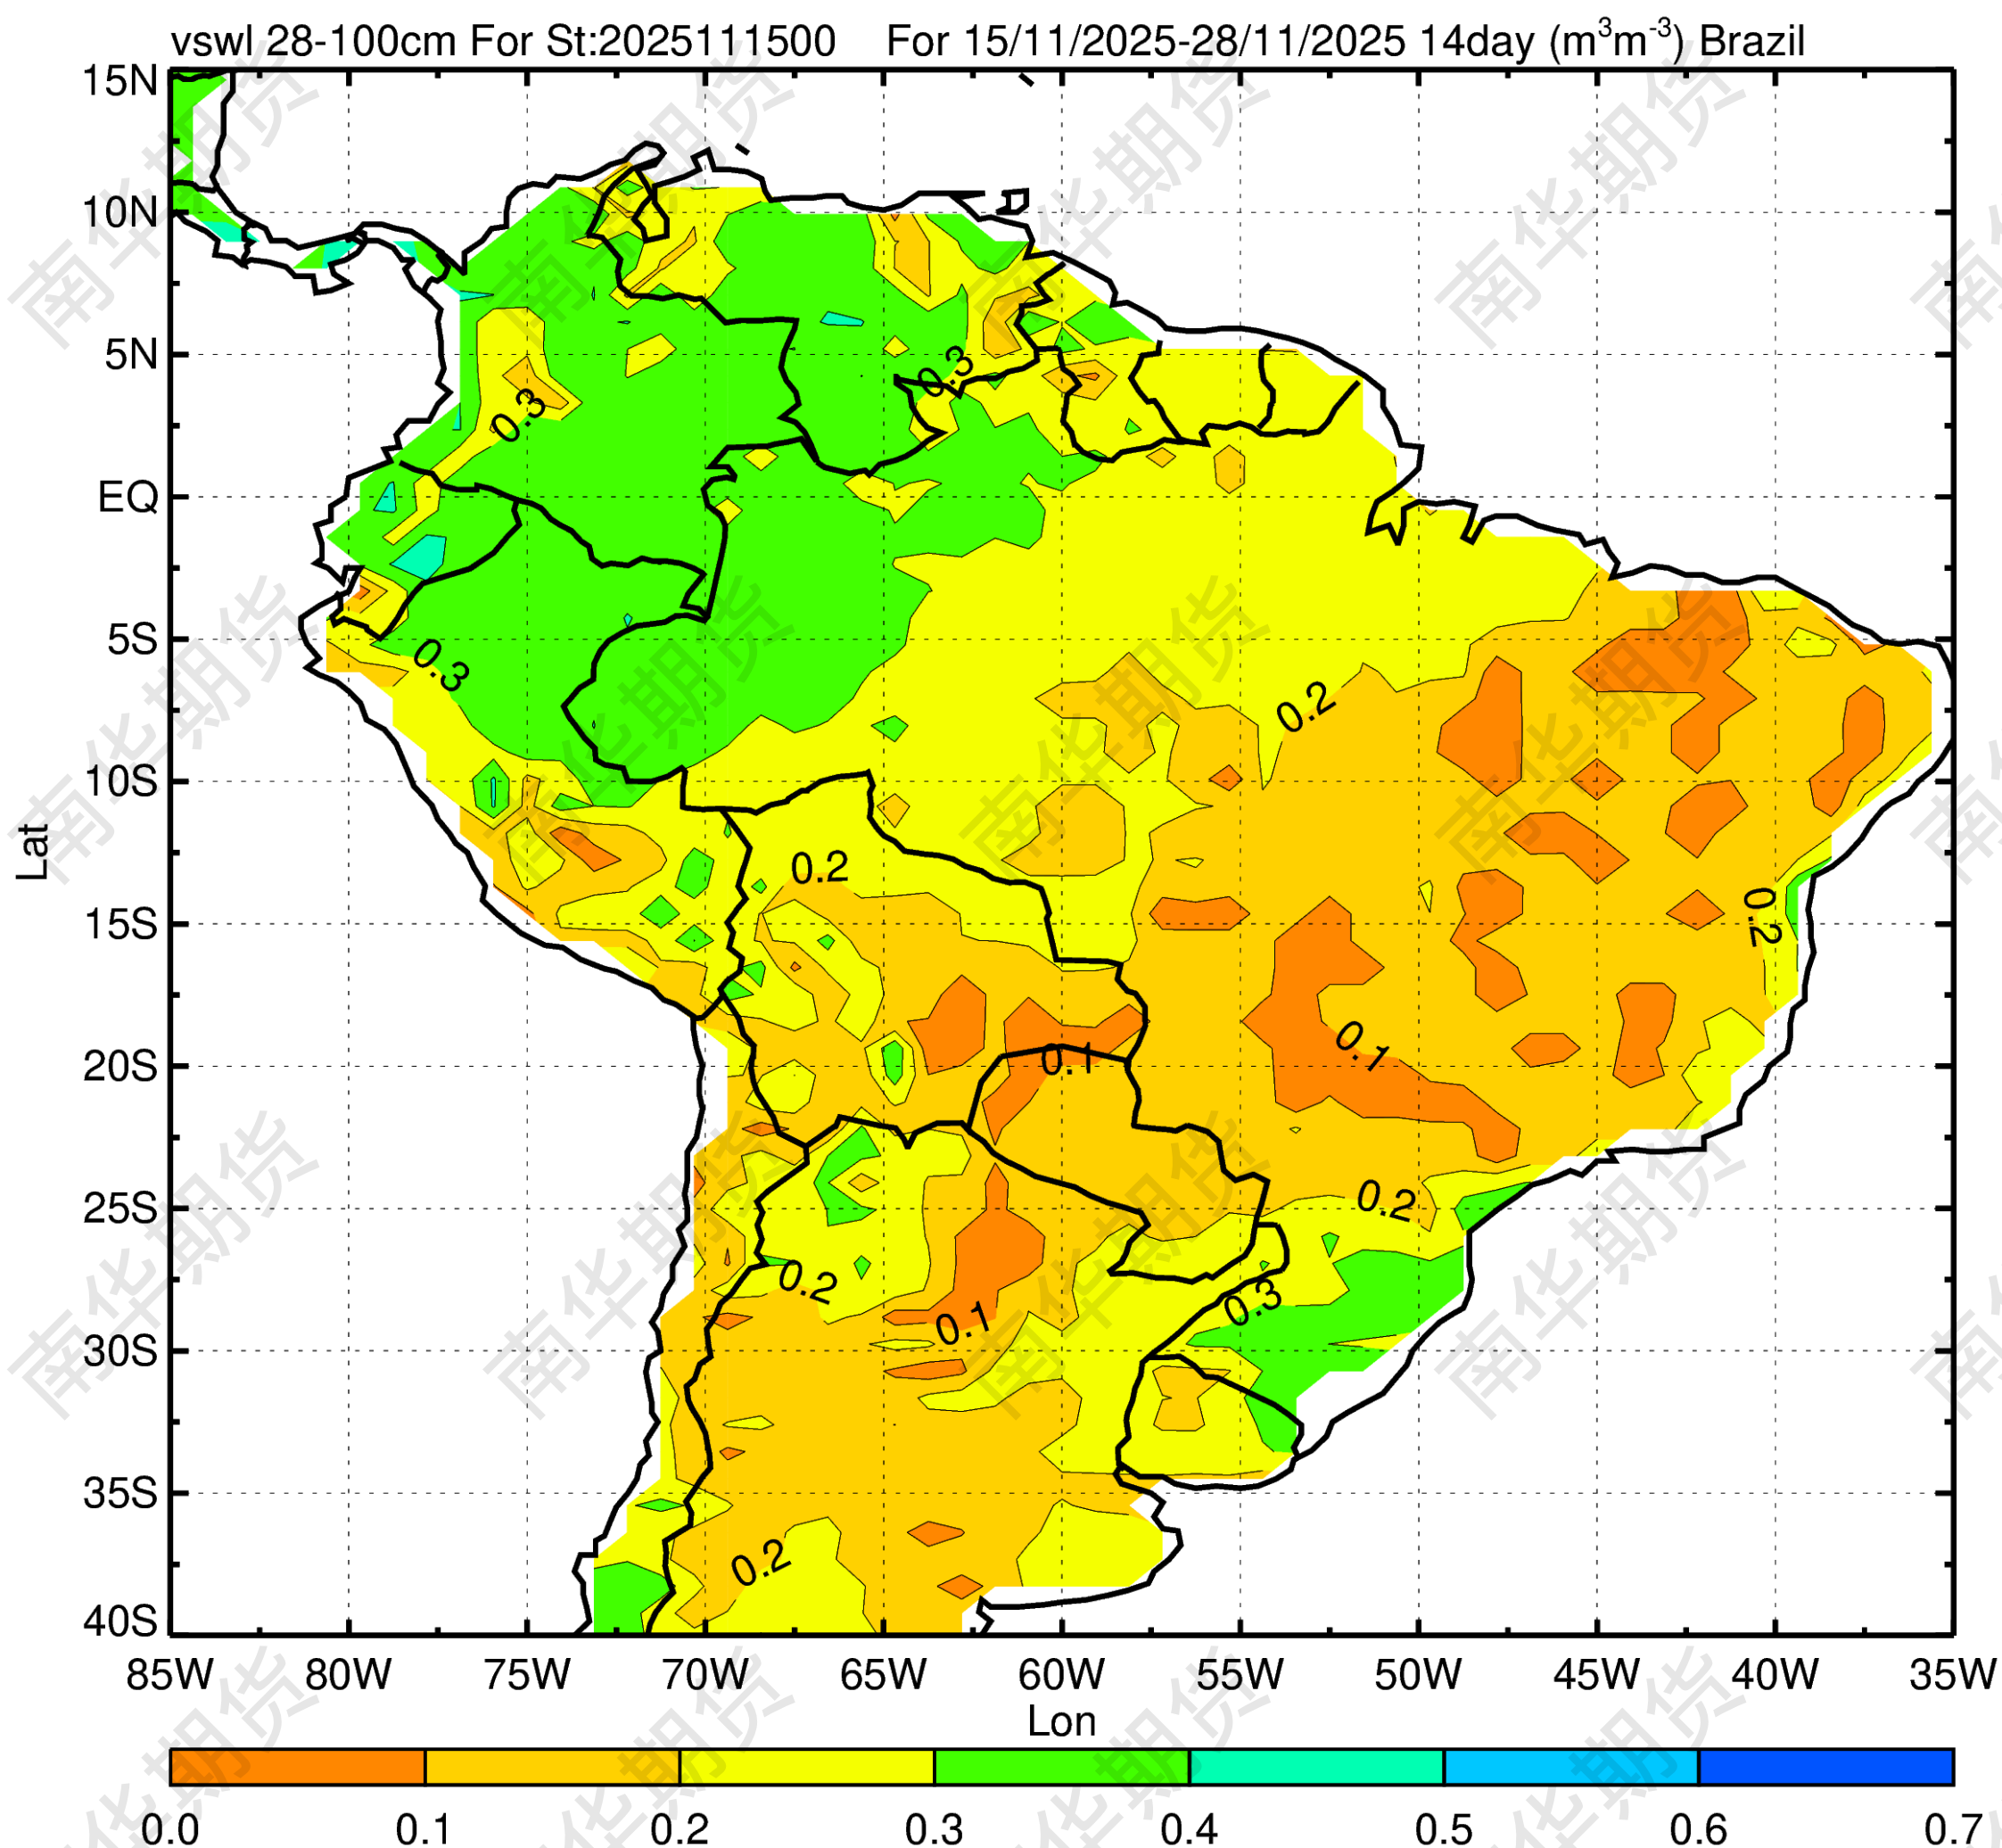 vswl 28-100cm For St:2025111500 For 15/11/2025-28/11/2025 14day (m³m⁻³) Brazil
15N
10N
5N
EQ
5S
10S
15S
20S
25S
30S
35S
40S
Lat
0.3
0.3
0.3
0.2
0.2
0.2
0.1
0.1
0.2
0.2
0.3
0.1
0.2
85W 80W 75W 70W 65W 60W 55W 50W 45W 40W 35W
Lon
0.0 0.1 0.2 0.3 0.4 0.5 0.6 0.7
南华期货